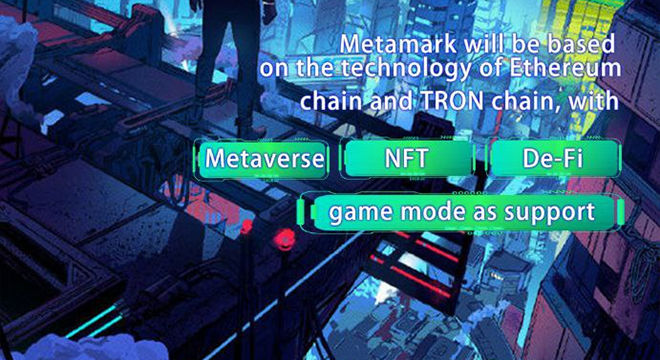 Metamark will be based
on the technology of Ethereum
chain and TRON chain, with
Metaverse NFT De-Fi
game mode as support